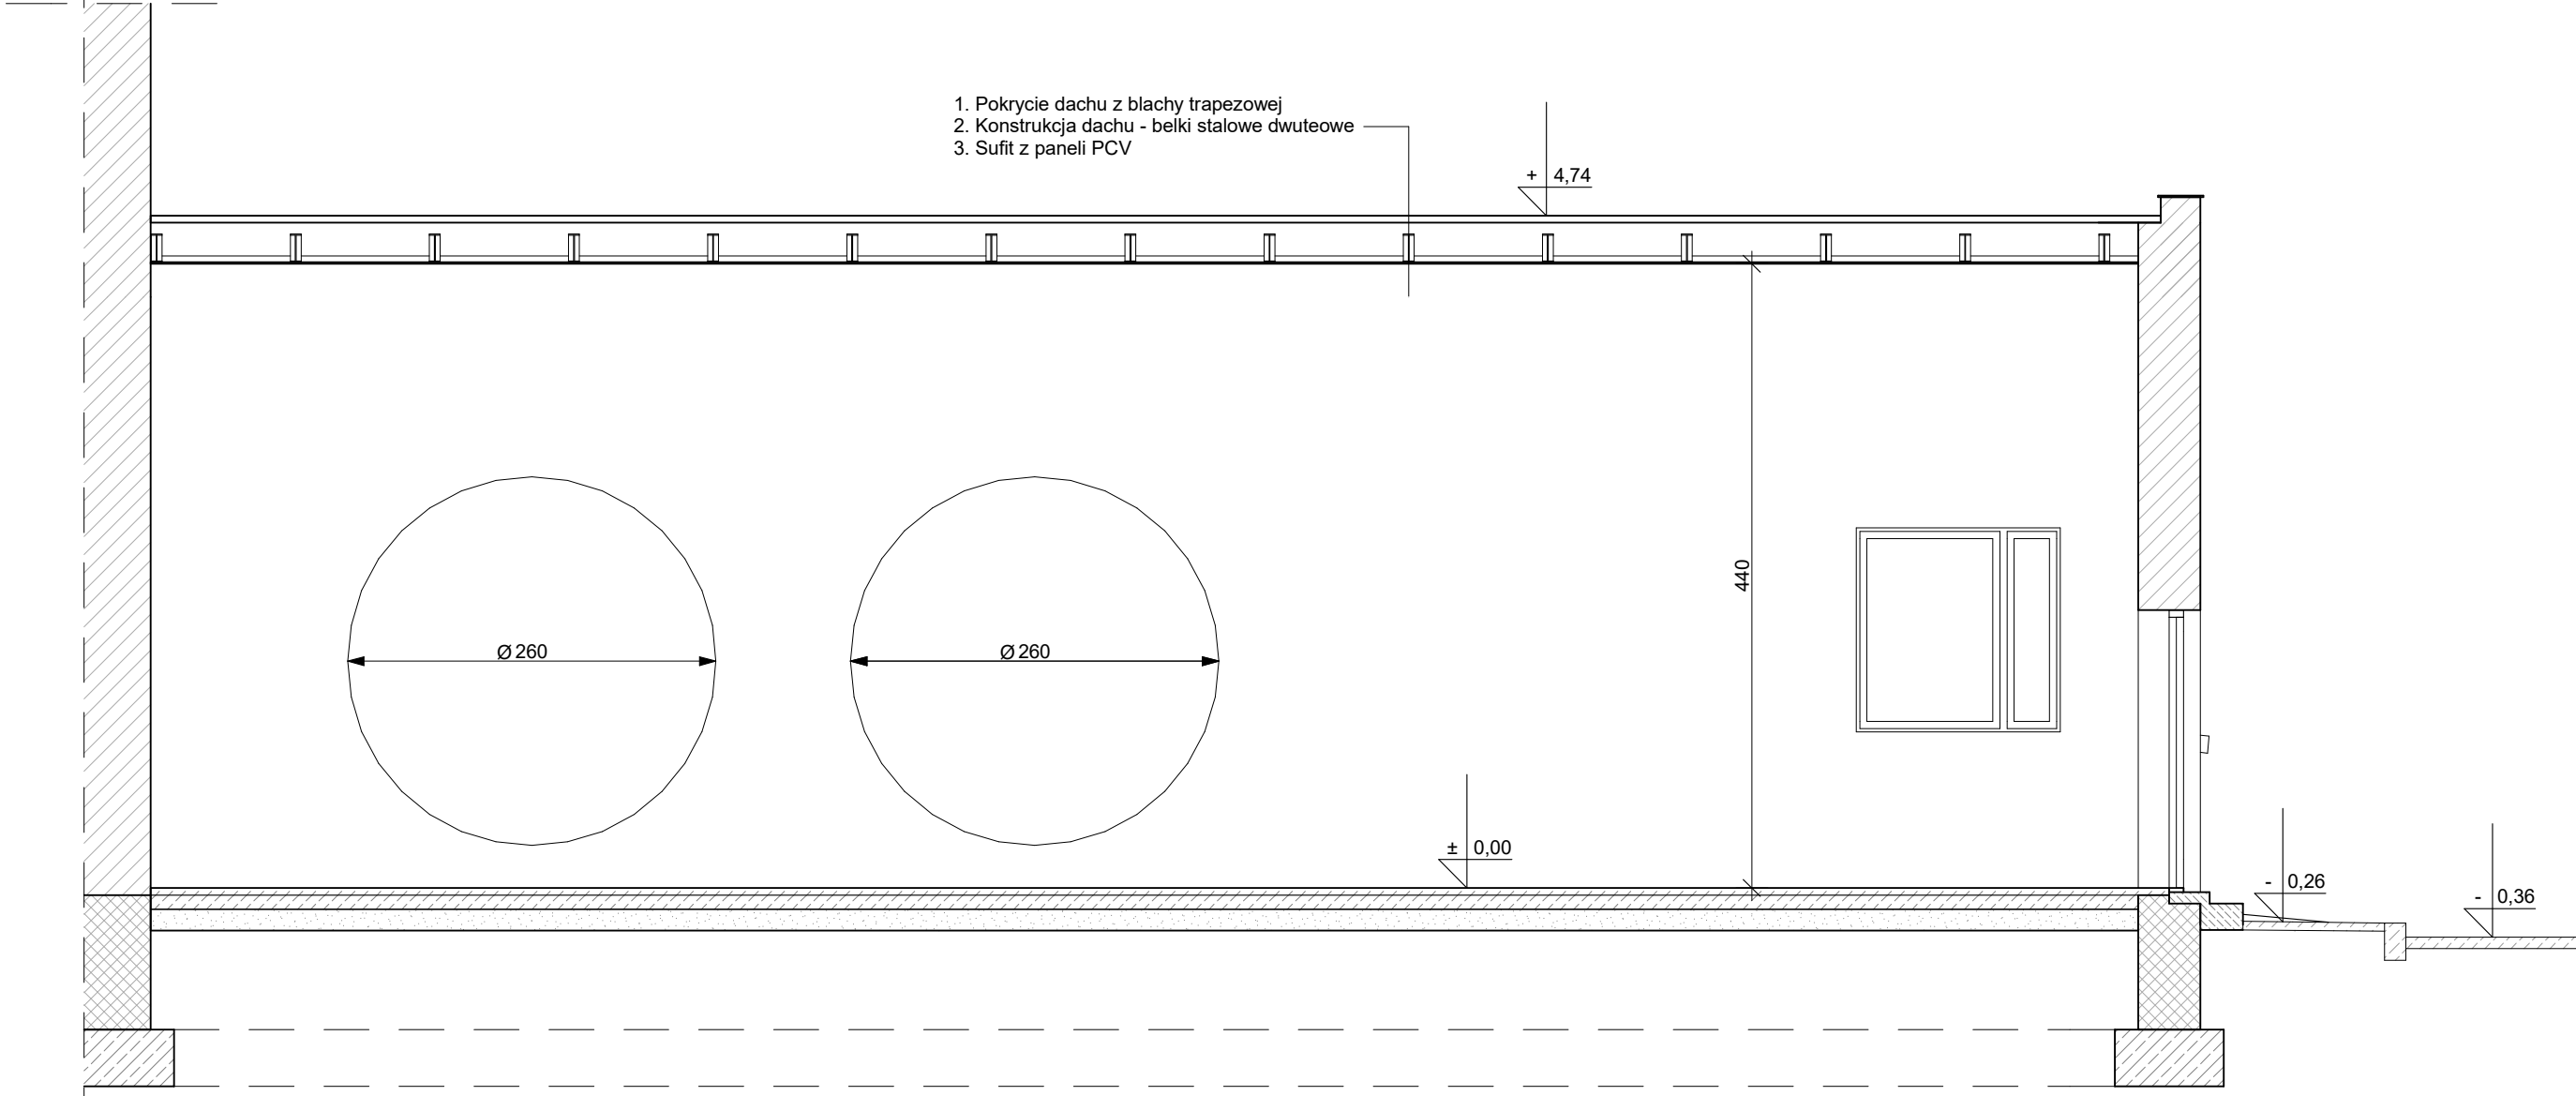 1. Pokrycie dachu z blachy trapezowej
2. Konstrukcja dachu - belki stalowe dwuteowe
3. Sufit z paneli PCV
+ 4,74
440
Ø 260
Ø 260
± 0,00
- 0,26
- 0,36